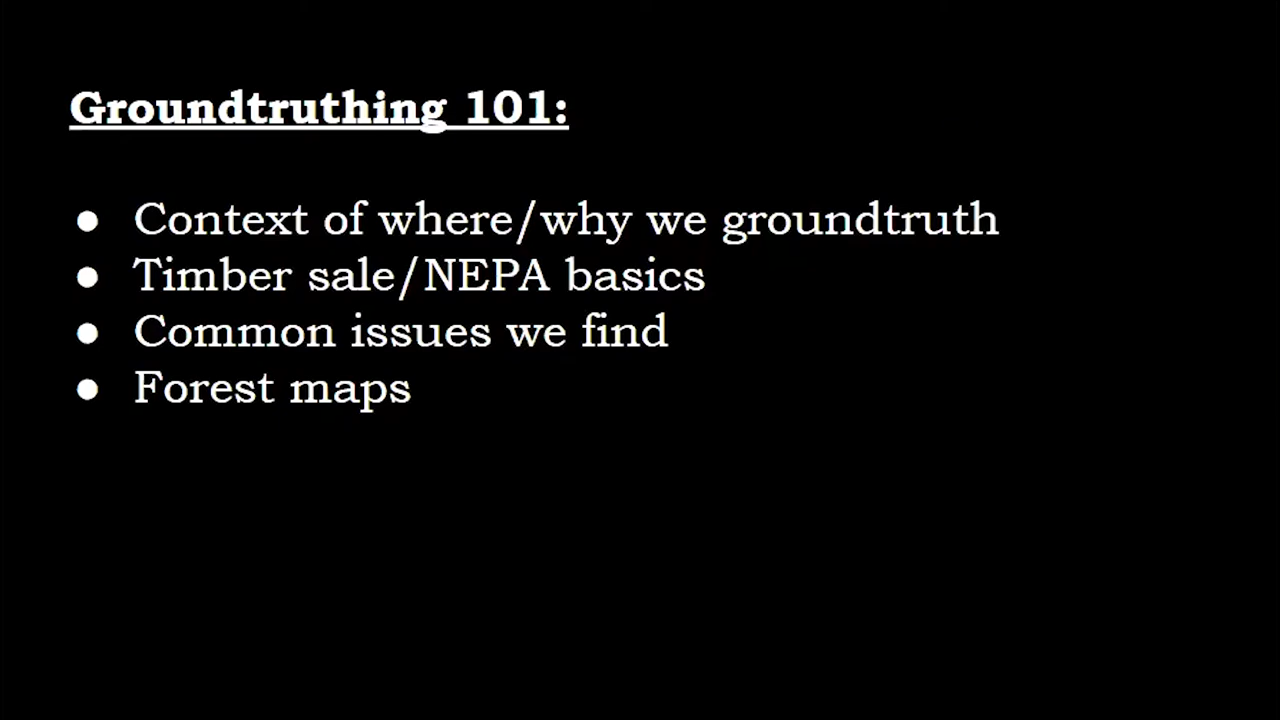 Groundtruthing 101:
● Context of where/why we groundtruth
● Timber sale/NEPA basics
● Common issues we find
● Forest maps